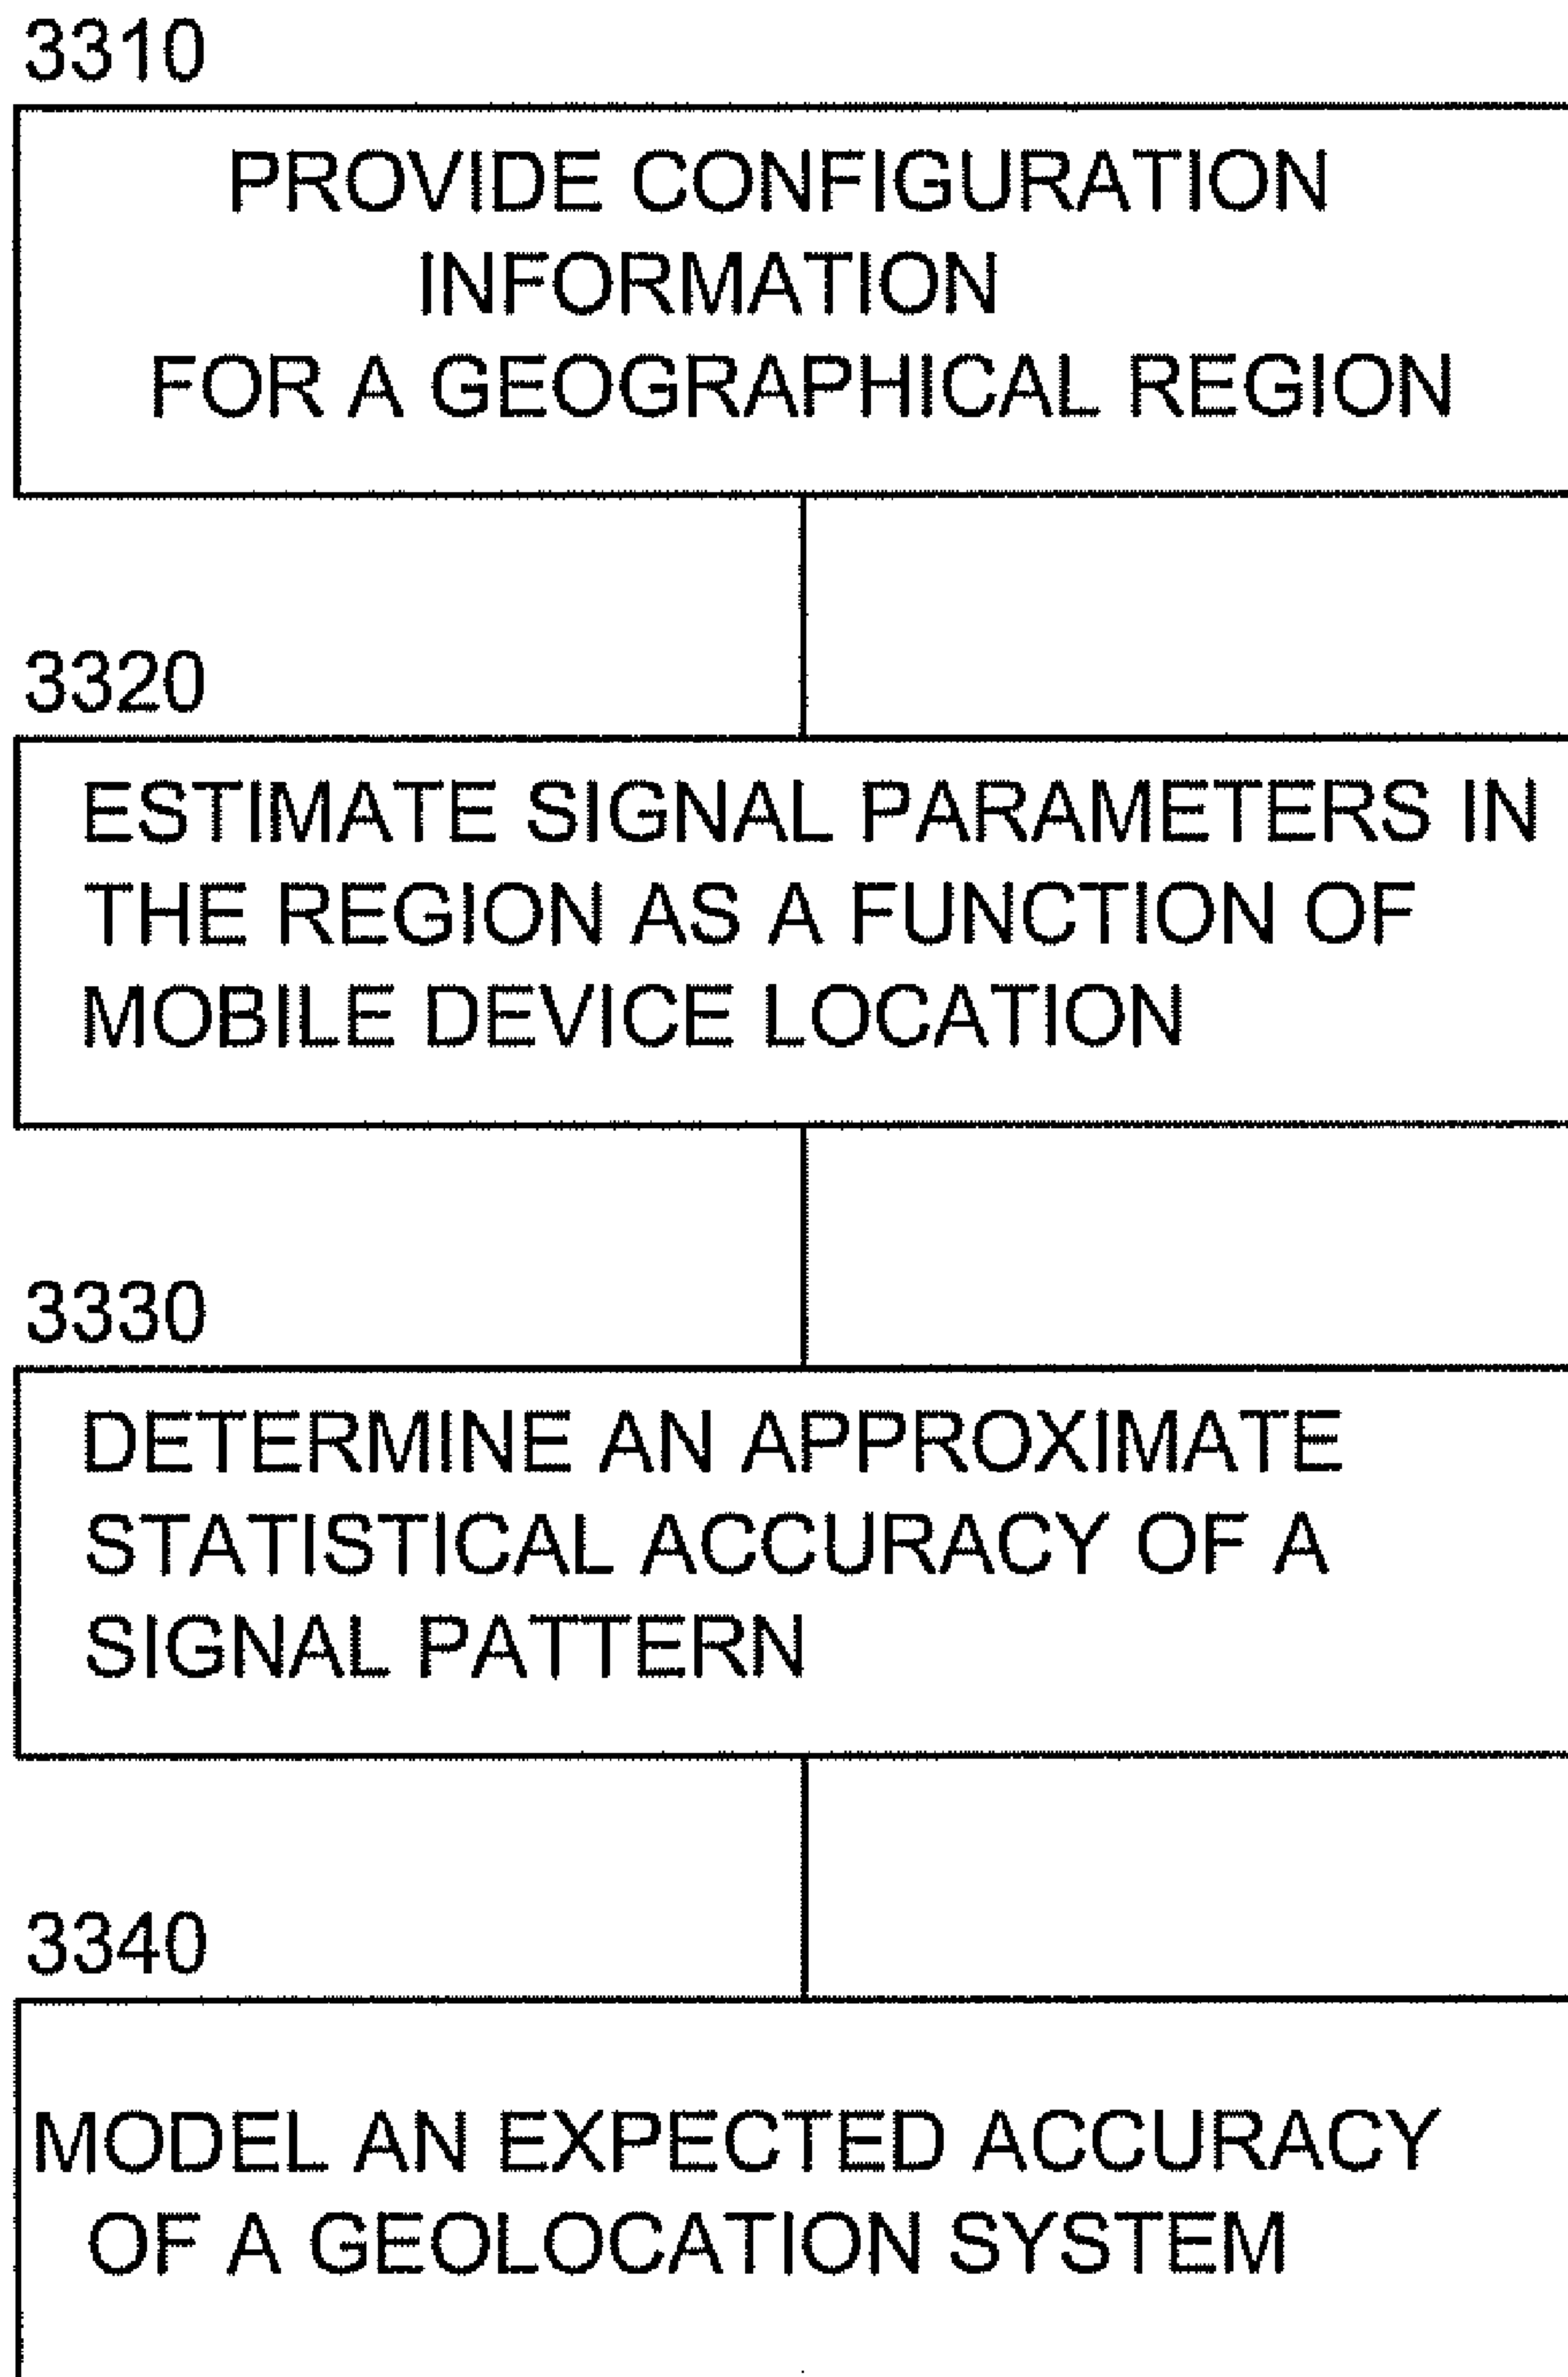 3310
PROVIDE CONFIGURATION
INFORMATION
FOR A GEOGRAPHICAL REGION
3320
ESTIMATE SIGNAL PARAMETERS IN
THE REGION AS A FUNCTION OF
MOBILE DEVICE LOCATION
3330
DETERMINE AN APPROXIMATE
STATISTICAL ACCURACY OF A
SIGNAL PATTERN
3340
MODEL AN EXPECTED ACCURACY
OF A GEOLOCATION SYSTEM